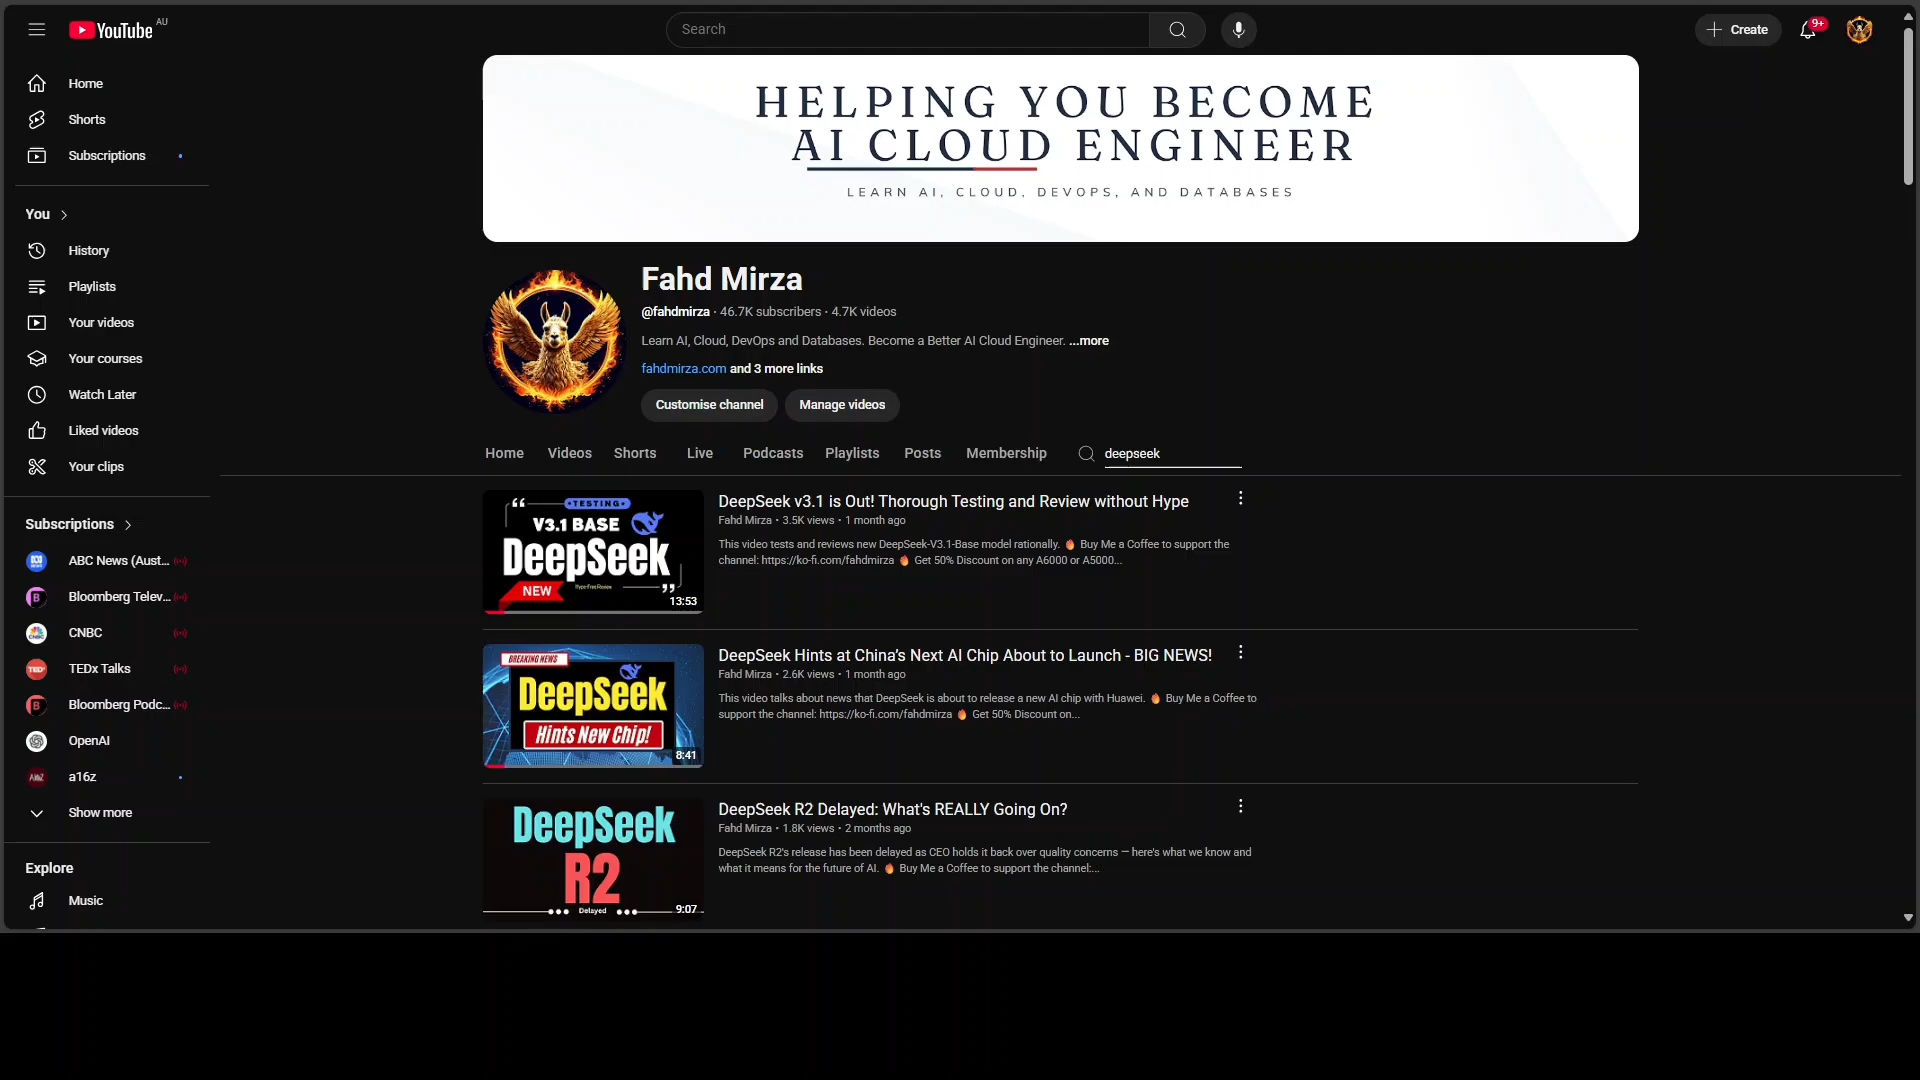 YouTube AU
Search
Create
9+
Home
Shorts
Subscriptions
You
History
Playlists
Your videos
Your courses
Watch Later
Liked videos
Your clips
Subscriptions
ABC News (Aust...
Bloomberg Telev...
CNBC
TEDx Talks
Bloomberg Podc...
OpenAI
a16z
Show more
Explore
Music
HELPING YOU BECOME
AI CLOUD ENGINEER
LEARN AI, CLOUD, DEVOPS, AND DATABASES
Fahd Mirza
@fahdmirza · 46.7K subscribers · 4.7K videos
Learn AI, Cloud, DevOps and Databases. Become a Better AI Cloud Engineer. ...more
fahdmirza.com and 3 more links
Customise channel Manage videos
Home Videos Shorts Live Podcasts Playlists Posts Membership deepseek
“ TESTING
V3.1 BASE
DeepSeek
NEW Hype-Free Review ”
13:53
DeepSeek v3.1 is Out! Thorough Testing and Review without Hype
Fahd Mirza · 3.5K views · 1 month ago
This video tests and reviews new DeepSeek-V3.1-Base model rationally. 🔥 Buy Me a Coffee to support the
channel: https://ko-fi.com/fahdmirza 🔥 Get 50% Discount on any A6000 or A5000...
BREAKING NEWS
DeepSeek
Hints New Chip!
8:41
DeepSeek Hints at China’s Next AI Chip About to Launch - BIG NEWS!
Fahd Mirza · 2.6K views · 1 month ago
This video talks about news that DeepSeek is about to release a new AI chip with Huawei. 🔥 Buy Me a Coffee to
support the channel: https://ko-fi.com/fahdmirza 🔥 Get 50% Discount on...
DeepSeek
R2
Delayed
9:07
DeepSeek R2 Delayed: What's REALLY Going On?
Fahd Mirza · 1.8K views · 2 months ago
DeepSeek R2's release has been delayed as CEO holds it back over quality concerns — here's what we know and
what it means for the future of AI. 🔥 Buy Me a Coffee to support the channel:...